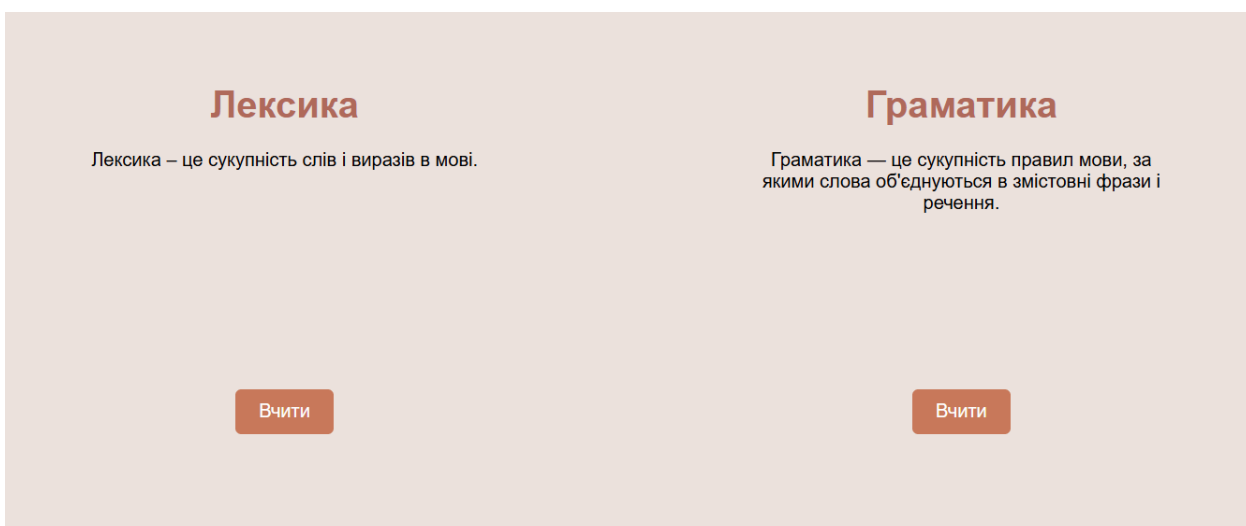 Лексика
Лексика – це сукупність слів і виразів в мові.
Вчити
Граматика
Граматика — це сукупність правил мови, за
якими слова об'єднуються в змістовні фрази і
речення.
Вчити